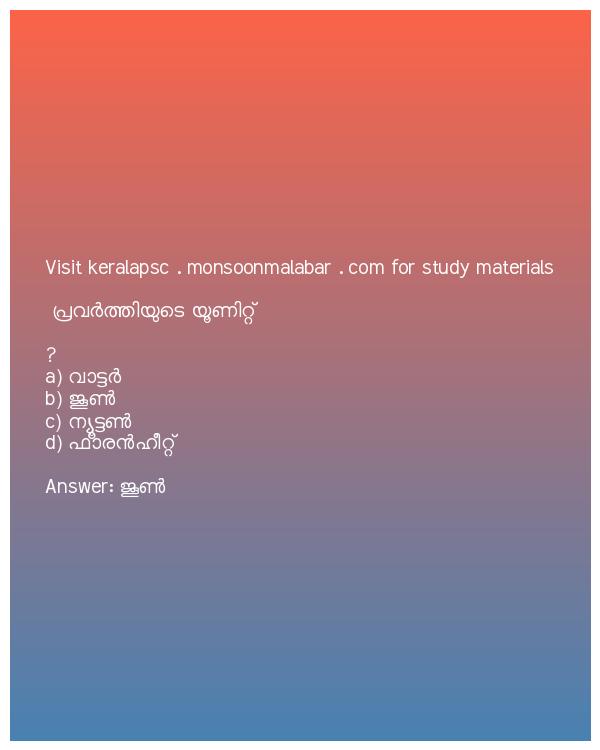 Visit keralapsc . monsoonmalabar . com for study materials
പ്രവർത്തിയുടെ യൂണിറ്റ്
?
a) വാട്ടർ
b) ജൂൺ
c) ന്യൂട്ടൺ
d) ഫാരൻഹീറ്റ്
Answer: ജൂൺ